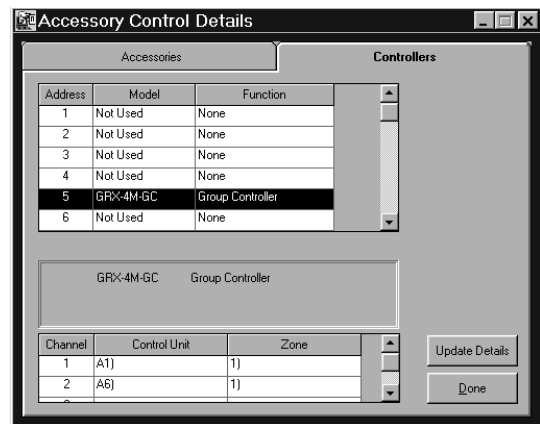 Accessory Control Details
Accessories Controllers
Address Model Function
1 Not Used None
2 Not Used None
3 Not Used None
4 Not Used None
5 GRX-4M-GC Group Controller
6 Not Used None
GRX-4M-GC Group Controller
Channel Control Unit Zone
1 A1) 1)
2 A6) 1)
Update Details
Done